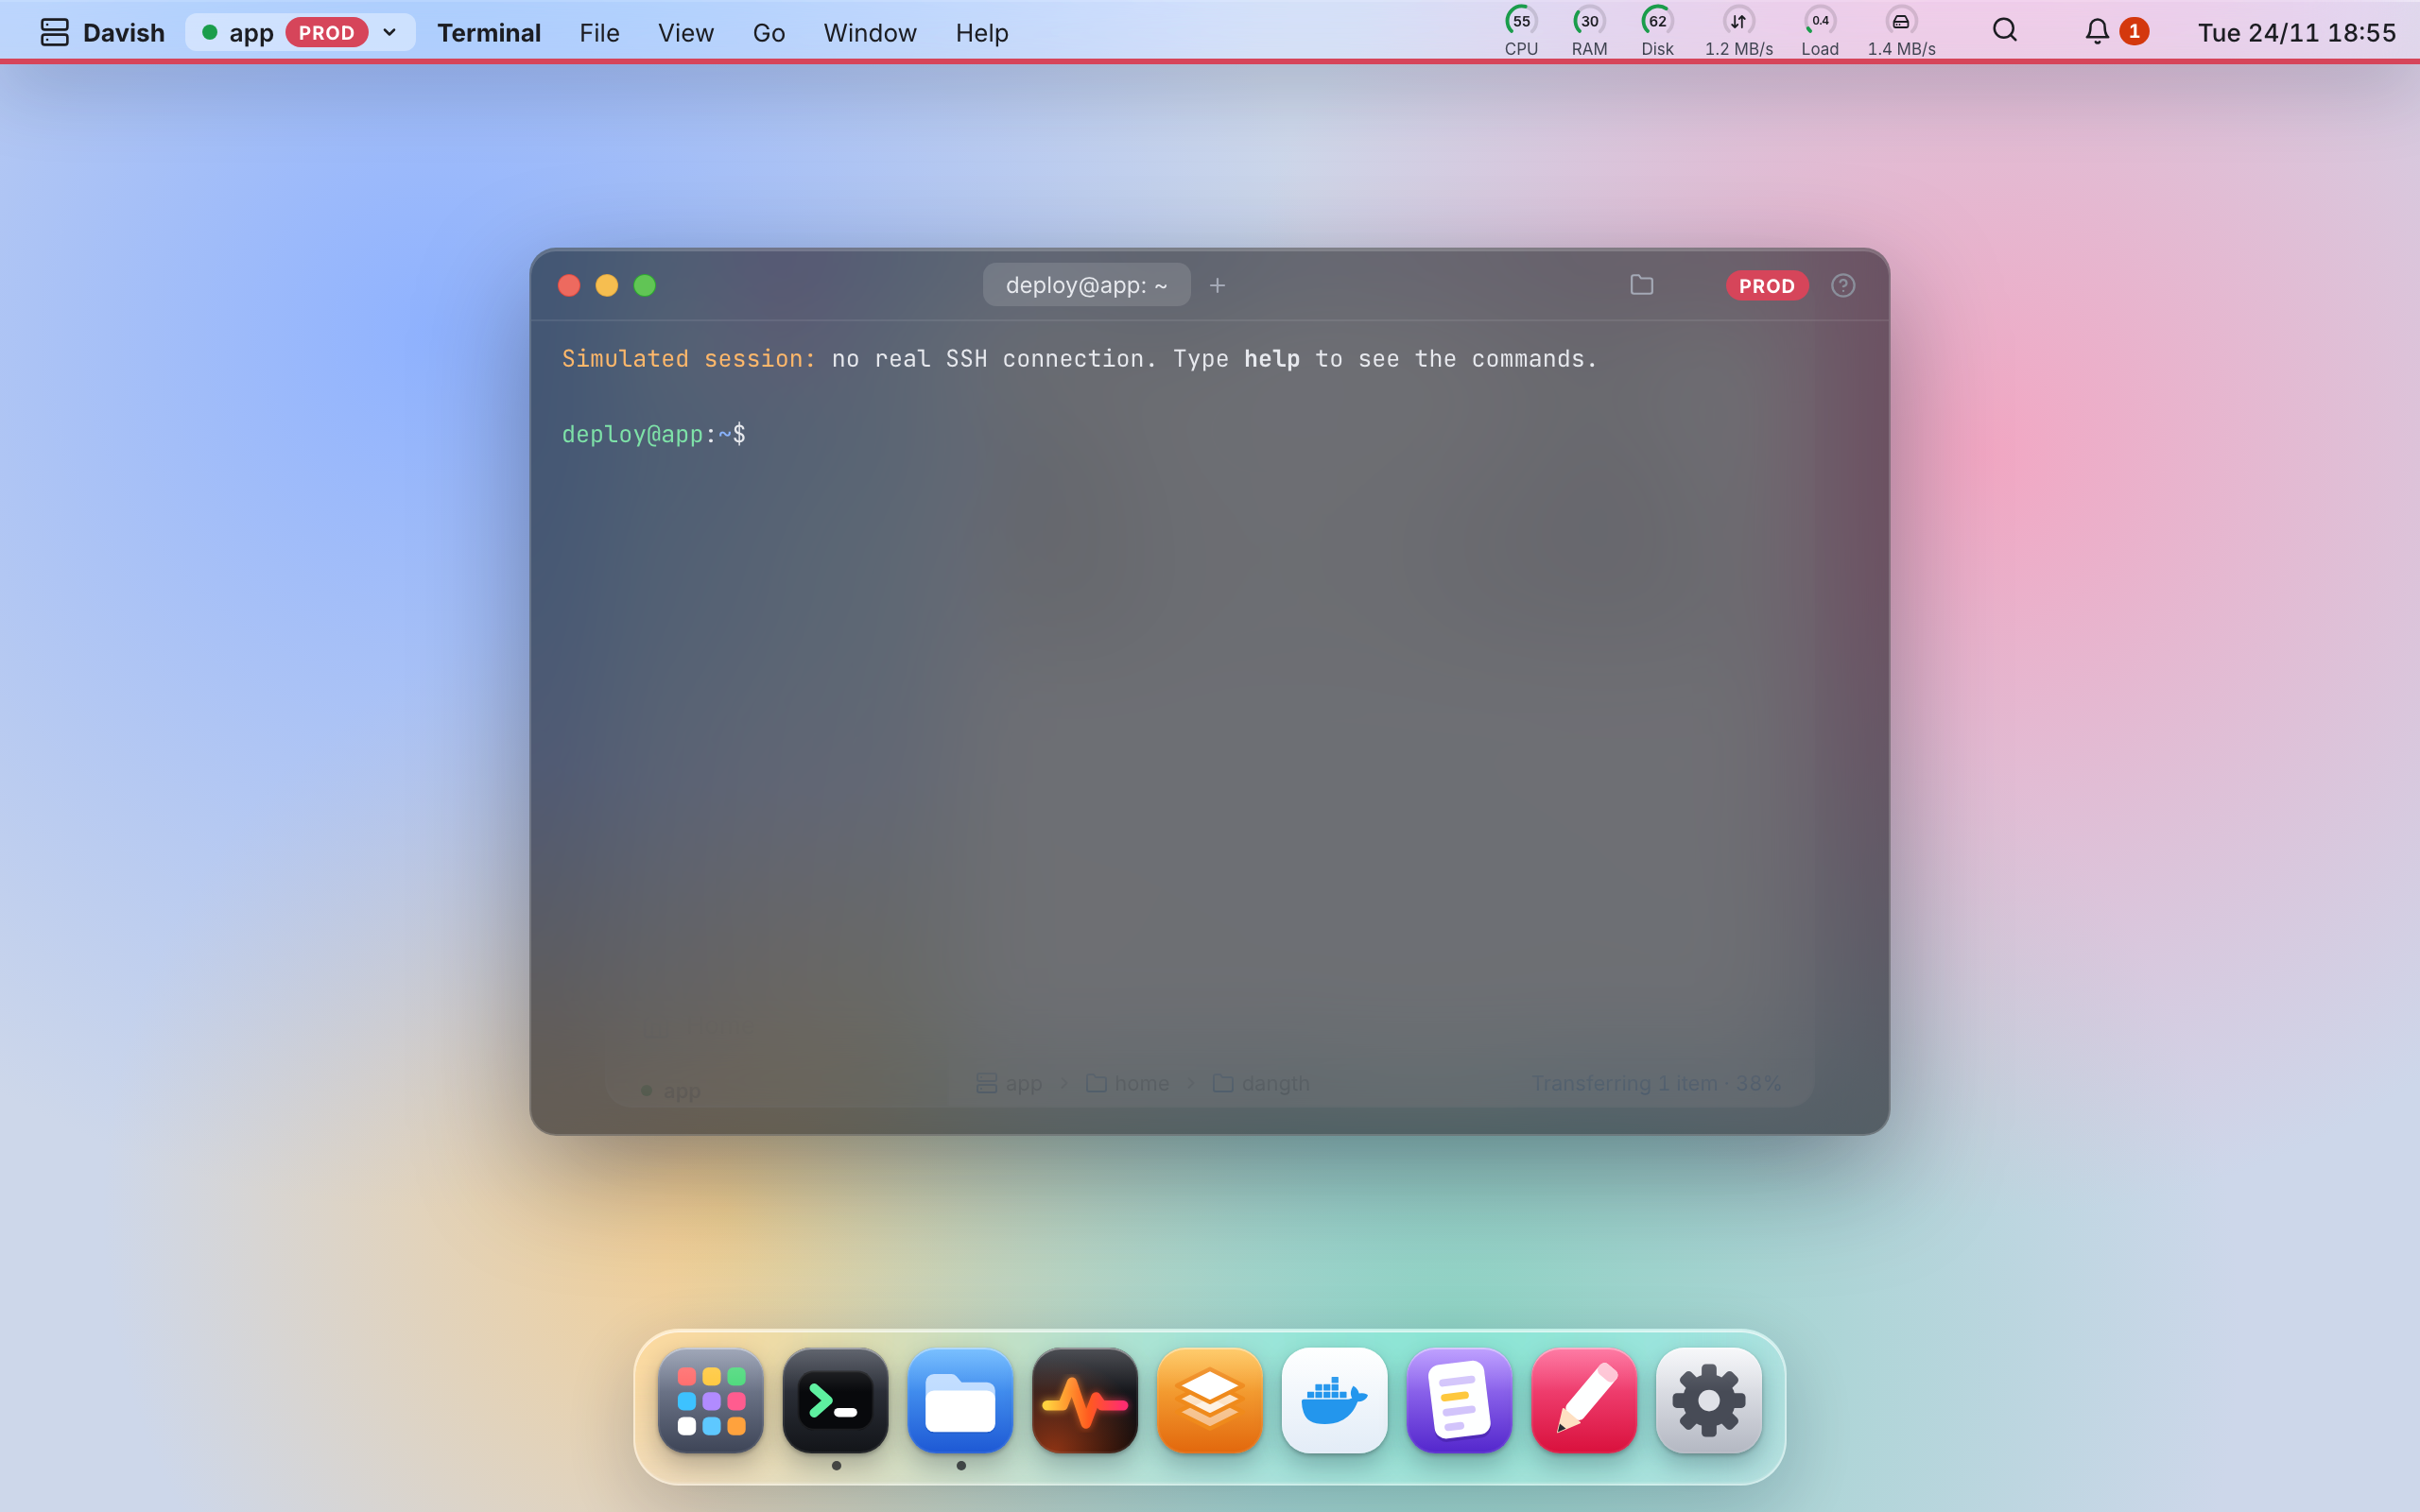 Davish app PROD Terminal File View Go Window Help 55 30 62 0.4 1 Tue 24/11 18:55
CPU RAM Disk 1.2 MB/s Load 1.4 MB/s
deploy@app: ~ + PROD
Simulated session: no real SSH connection. Type help to see the commands.
deploy@app:~$
app > home > dangth Transferring 1 item · 38%
app